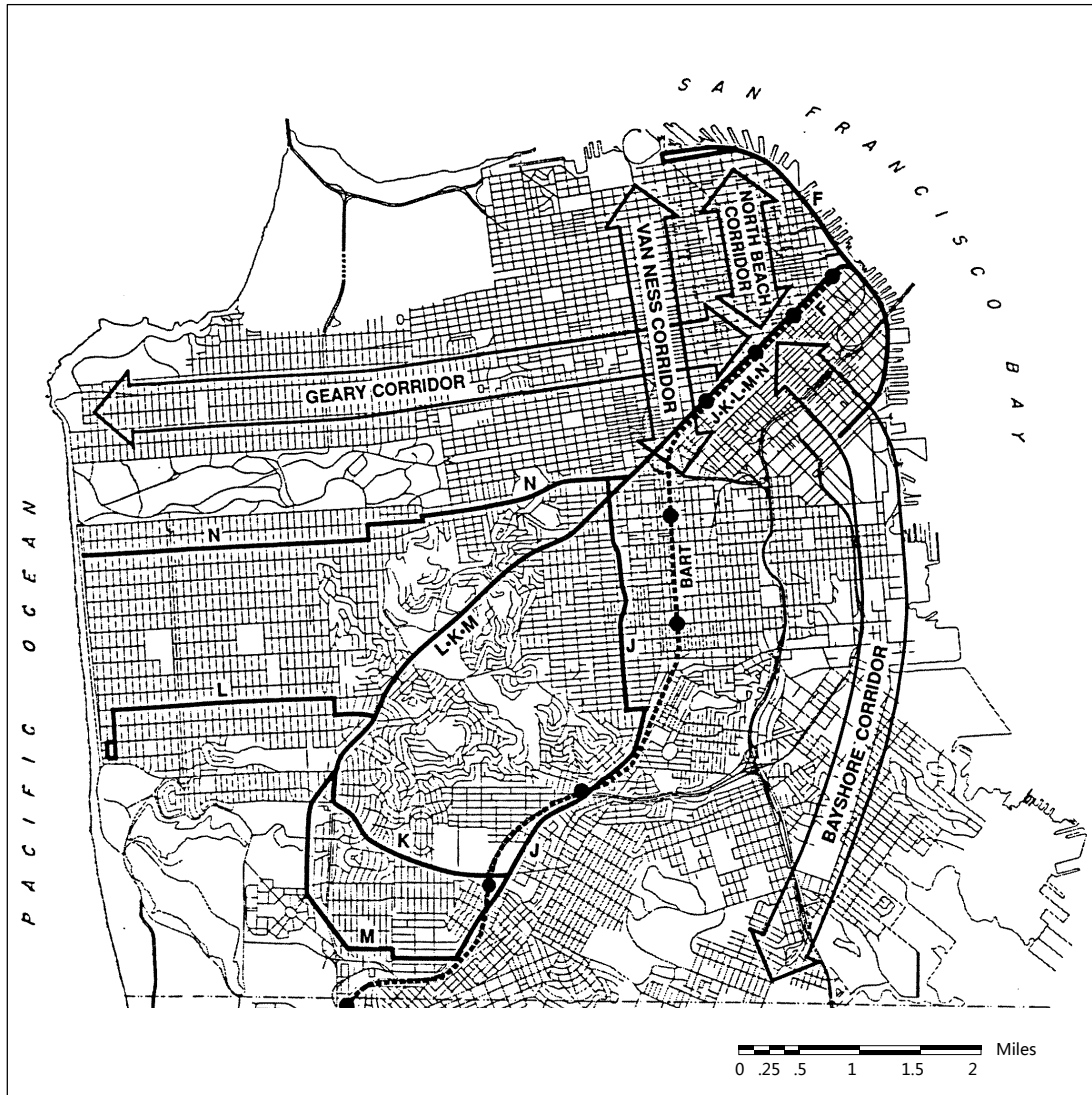 SAN FRANCISCO BAY
F
NORTH BEACH
CORRIDOR
VAN NESS CORRIDOR
F
GEARY CORRIDOR
J•K•L•M•N
N
N
BART
PACIFIC OCEAN
L•K•M
J
L
BAYSHORE CORRIDOR
K
J
M
Miles
0 .25 .5 1 1.5 2